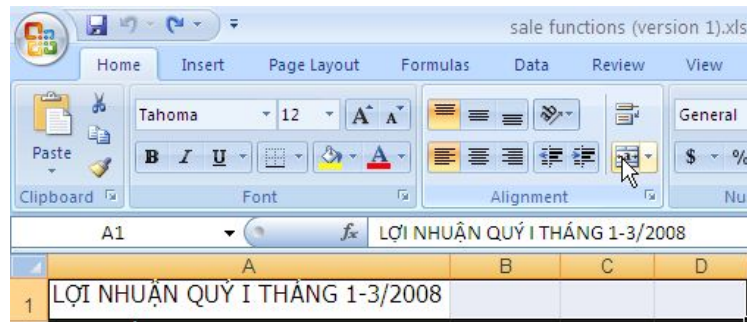 sale functions (version 1).xls
Home Insert Page Layout Formulas Data Review View
Tahoma 12 A A General
Paste B I U A a $ %
Clipboard Font Alignment Nu
A1 fx LỢI NHUẬN QUÝ I THÁNG 1-3/2008
A B C D
1 LỢI NHUẬN QUÝ I THÁNG 1-3/2008